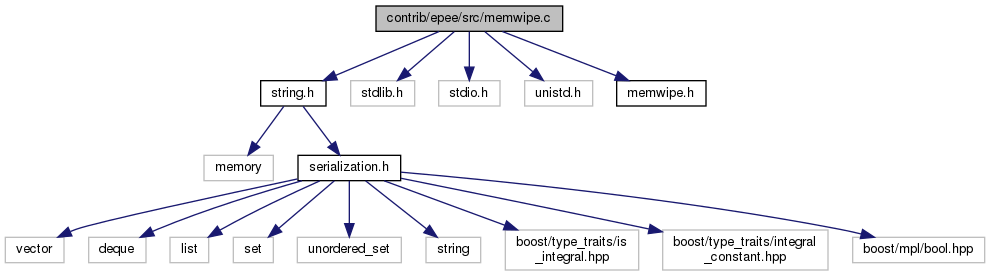 contrib/epee/src/memwipe.c
string.h
stdlib.h
stdio.h
unistd.h
memwipe.h
memory
serialization.h
vector
deque
list
set
unordered_set
string
boost/type_traits/is
_integral.hpp
boost/type_traits/integral
_constant.hpp
boost/mpl/bool.hpp